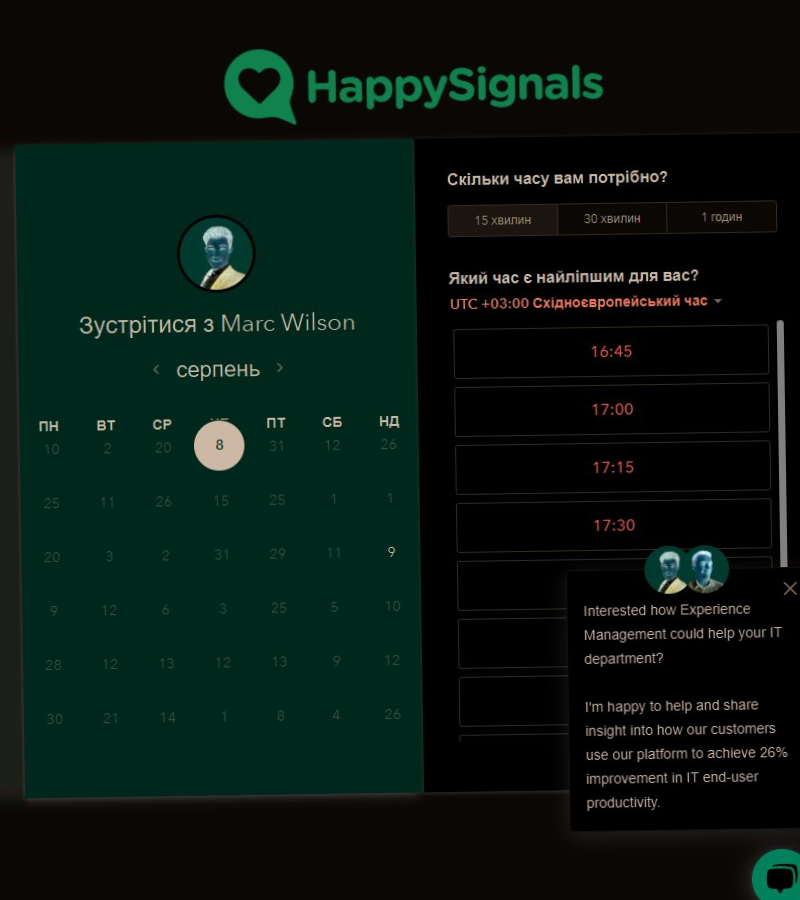 HappySignals
Зустрітися з Marc Wilson
серпень
ПН ВТ СР ПТ СБ НД
10 2 20 8 31 12 26
25 11 26 15 25 1 1
20 3 2 31 29 11 9
9 12 6 3 25 5 10
28 12 13 12 13 9 12
30 21 14 1 8 4 26
Скільки часу вам потрібно?
15 хвилин 30 хвилин 1 годин
Який час є найліпшим для вас?
UTC +03:00 Східноєвропейський час
16:45
17:00
17:15
17:30
Interested how Experience
Management could help your IT
department?
I'm happy to help and share
insight into how our customers
use our platform to achieve 26%
improvement in IT end-user
productivity.